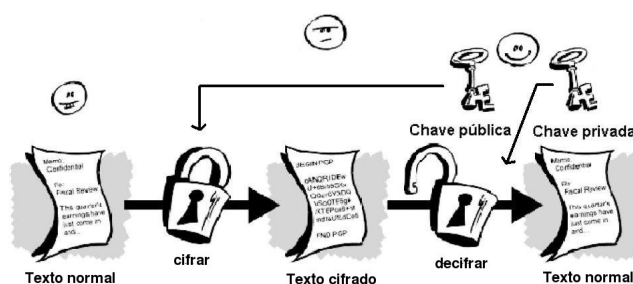 Chave pública
Chave privada
Memo:
Confidential
To:
Fiscal Review
This quarter's
earnings have
just come in
and...
BEGIN PGP
END PGP
Memo:
Confidential
To:
Fiscal Review
This quarter's
earnings have
just come in
and...
cifrar
decifrar
Texto normal
Texto cifrado
Texto normal